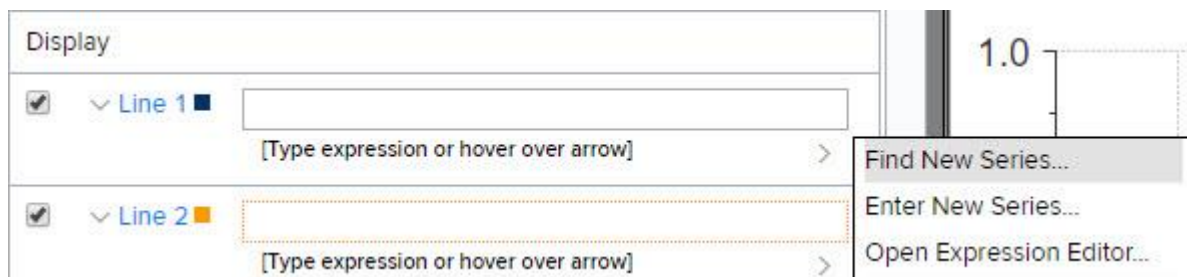 Display
Line 1
[Type expression or hover over arrow]
Line 2
[Type expression or hover over arrow]
1.0
Find New Series...
Enter New Series...
Open Expression Editor...